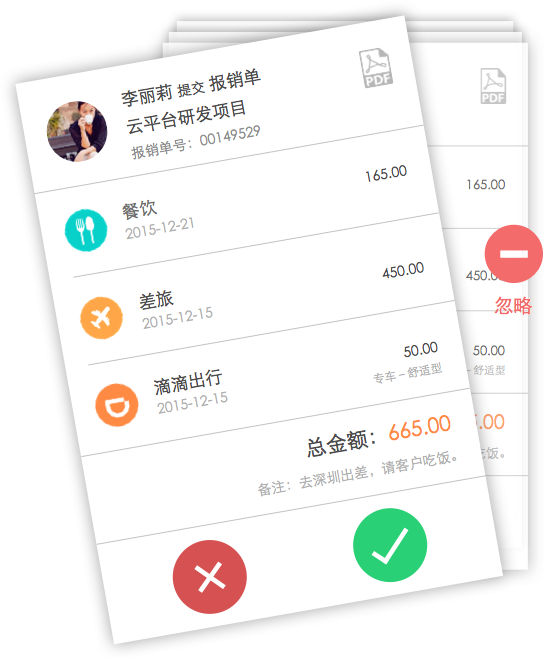 李丽莉 提交 报销单
PDF
云平台研发项目
报销单号：00149529
餐饮
165.00
2015-12-21
差旅
450.00
2015-12-15
滴滴出行
50.00
2015-12-15
专车 – 舒适型
总金额：665.00
备注：去深圳出差，请客户吃饭。
PDF
165.00
450.0
忽略
50.00
– 舒适型
5.00
吃饭。